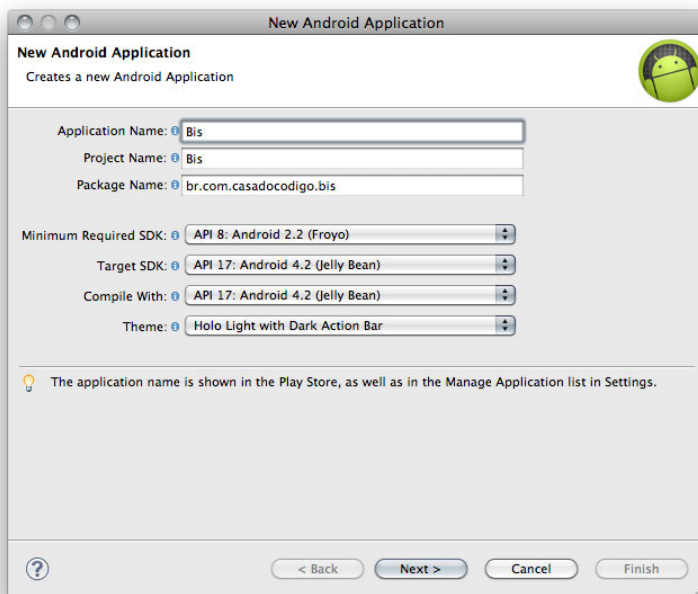 New Android Application
New Android Application
Creates a new Android Application
Application Name: Bis
Project Name: Bis
Package Name: br.com.casadocodigo.bis
Minimum Required SDK: API 8: Android 2.2 (Froyo)
Target SDK: API 17: Android 4.2 (Jelly Bean)
Compile With: API 17: Android 4.2 (Jelly Bean)
Theme: Holo Light with Dark Action Bar
The application name is shown in the Play Store, as well as in the Manage Application list in Settings.
? < Back Next > Cancel Finish